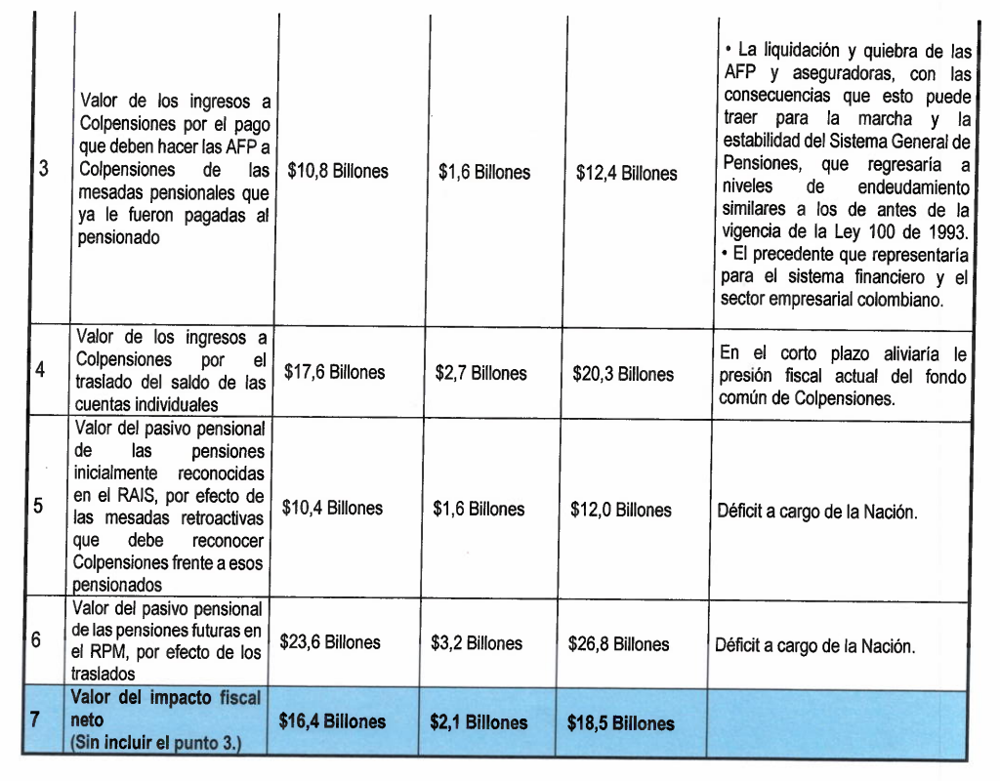 3
Valor de los ingresos a
Colpensiones por el pago
que deben hacer las AFP a
Colpensiones de las
mesadas pensionales que
ya le fueron pagadas al
pensionado
$10,8 Billones
$1,6 Billones
$12,4 Billones
• La liquidación y quiebra de las
AFP y aseguradoras, con las
consecuencias que esto puede
traer para la marcha y la
estabilidad del Sistema General de
Pensiones, que regresaría a
niveles de endeudamiento
similares a los de antes de la
vigencia de la Ley 100 de 1993.
• El precedente que representaría
para el sistema financiero y el
sector empresarial colombiano.
4
Valor de los ingresos a
Colpensiones por el
traslado del saldo de las
cuentas individuales
$17,6 Billones
$2,7 Billones
$20,3 Billones
En el corto plazo aliviaría le
presión fiscal actual del fondo
común de Colpensiones.
5
Valor del pasivo pensional
de las pensiones
inicialmente reconocidas
en el RAIS, por efecto de
las mesadas retroactivas
que debe reconocer
Colpensiones frente a esos
pensionados
$10,4 Billones
$1,6 Billones
$12,0 Billones
Déficit a cargo de la Nación.
6
Valor del pasivo pensional
de las pensiones futuras en
el RPM, por efecto de los
traslados
$23,6 Billones
$3,2 Billones
$26,8 Billones
Déficit a cargo de la Nación.
7
Valor del impacto fiscal
neto
(Sin incluir el punto 3.)
$16,4 Billones
$2,1 Billones
$18,5 Billones